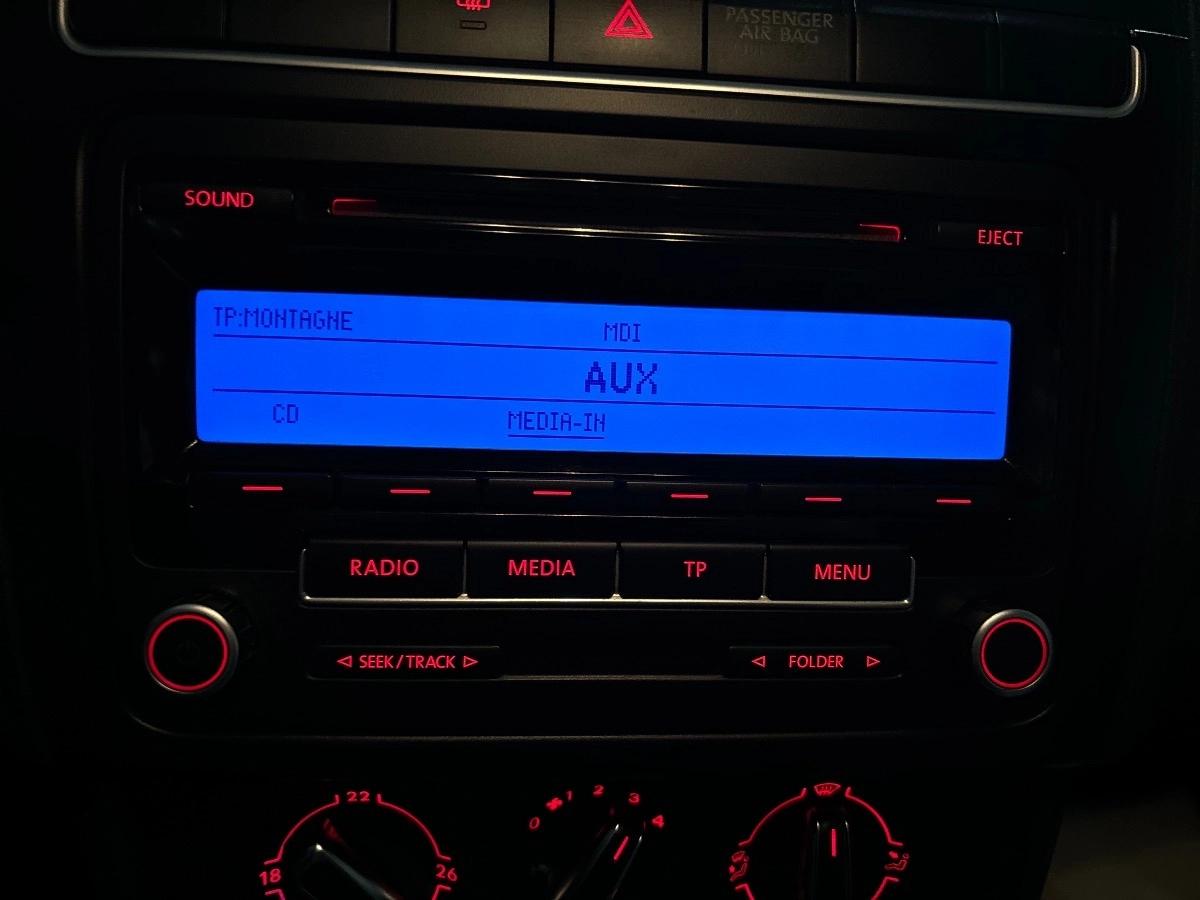 PASSENGER
AIR BAG
SOUND
EJECT
TP:MONTAGNE
MDI
AUX
CD
MEDIA-IN
RADIO
MEDIA
TP
MENU
SEEK/TRACK
FOLDER
22
18
26
0
1
2
3
4